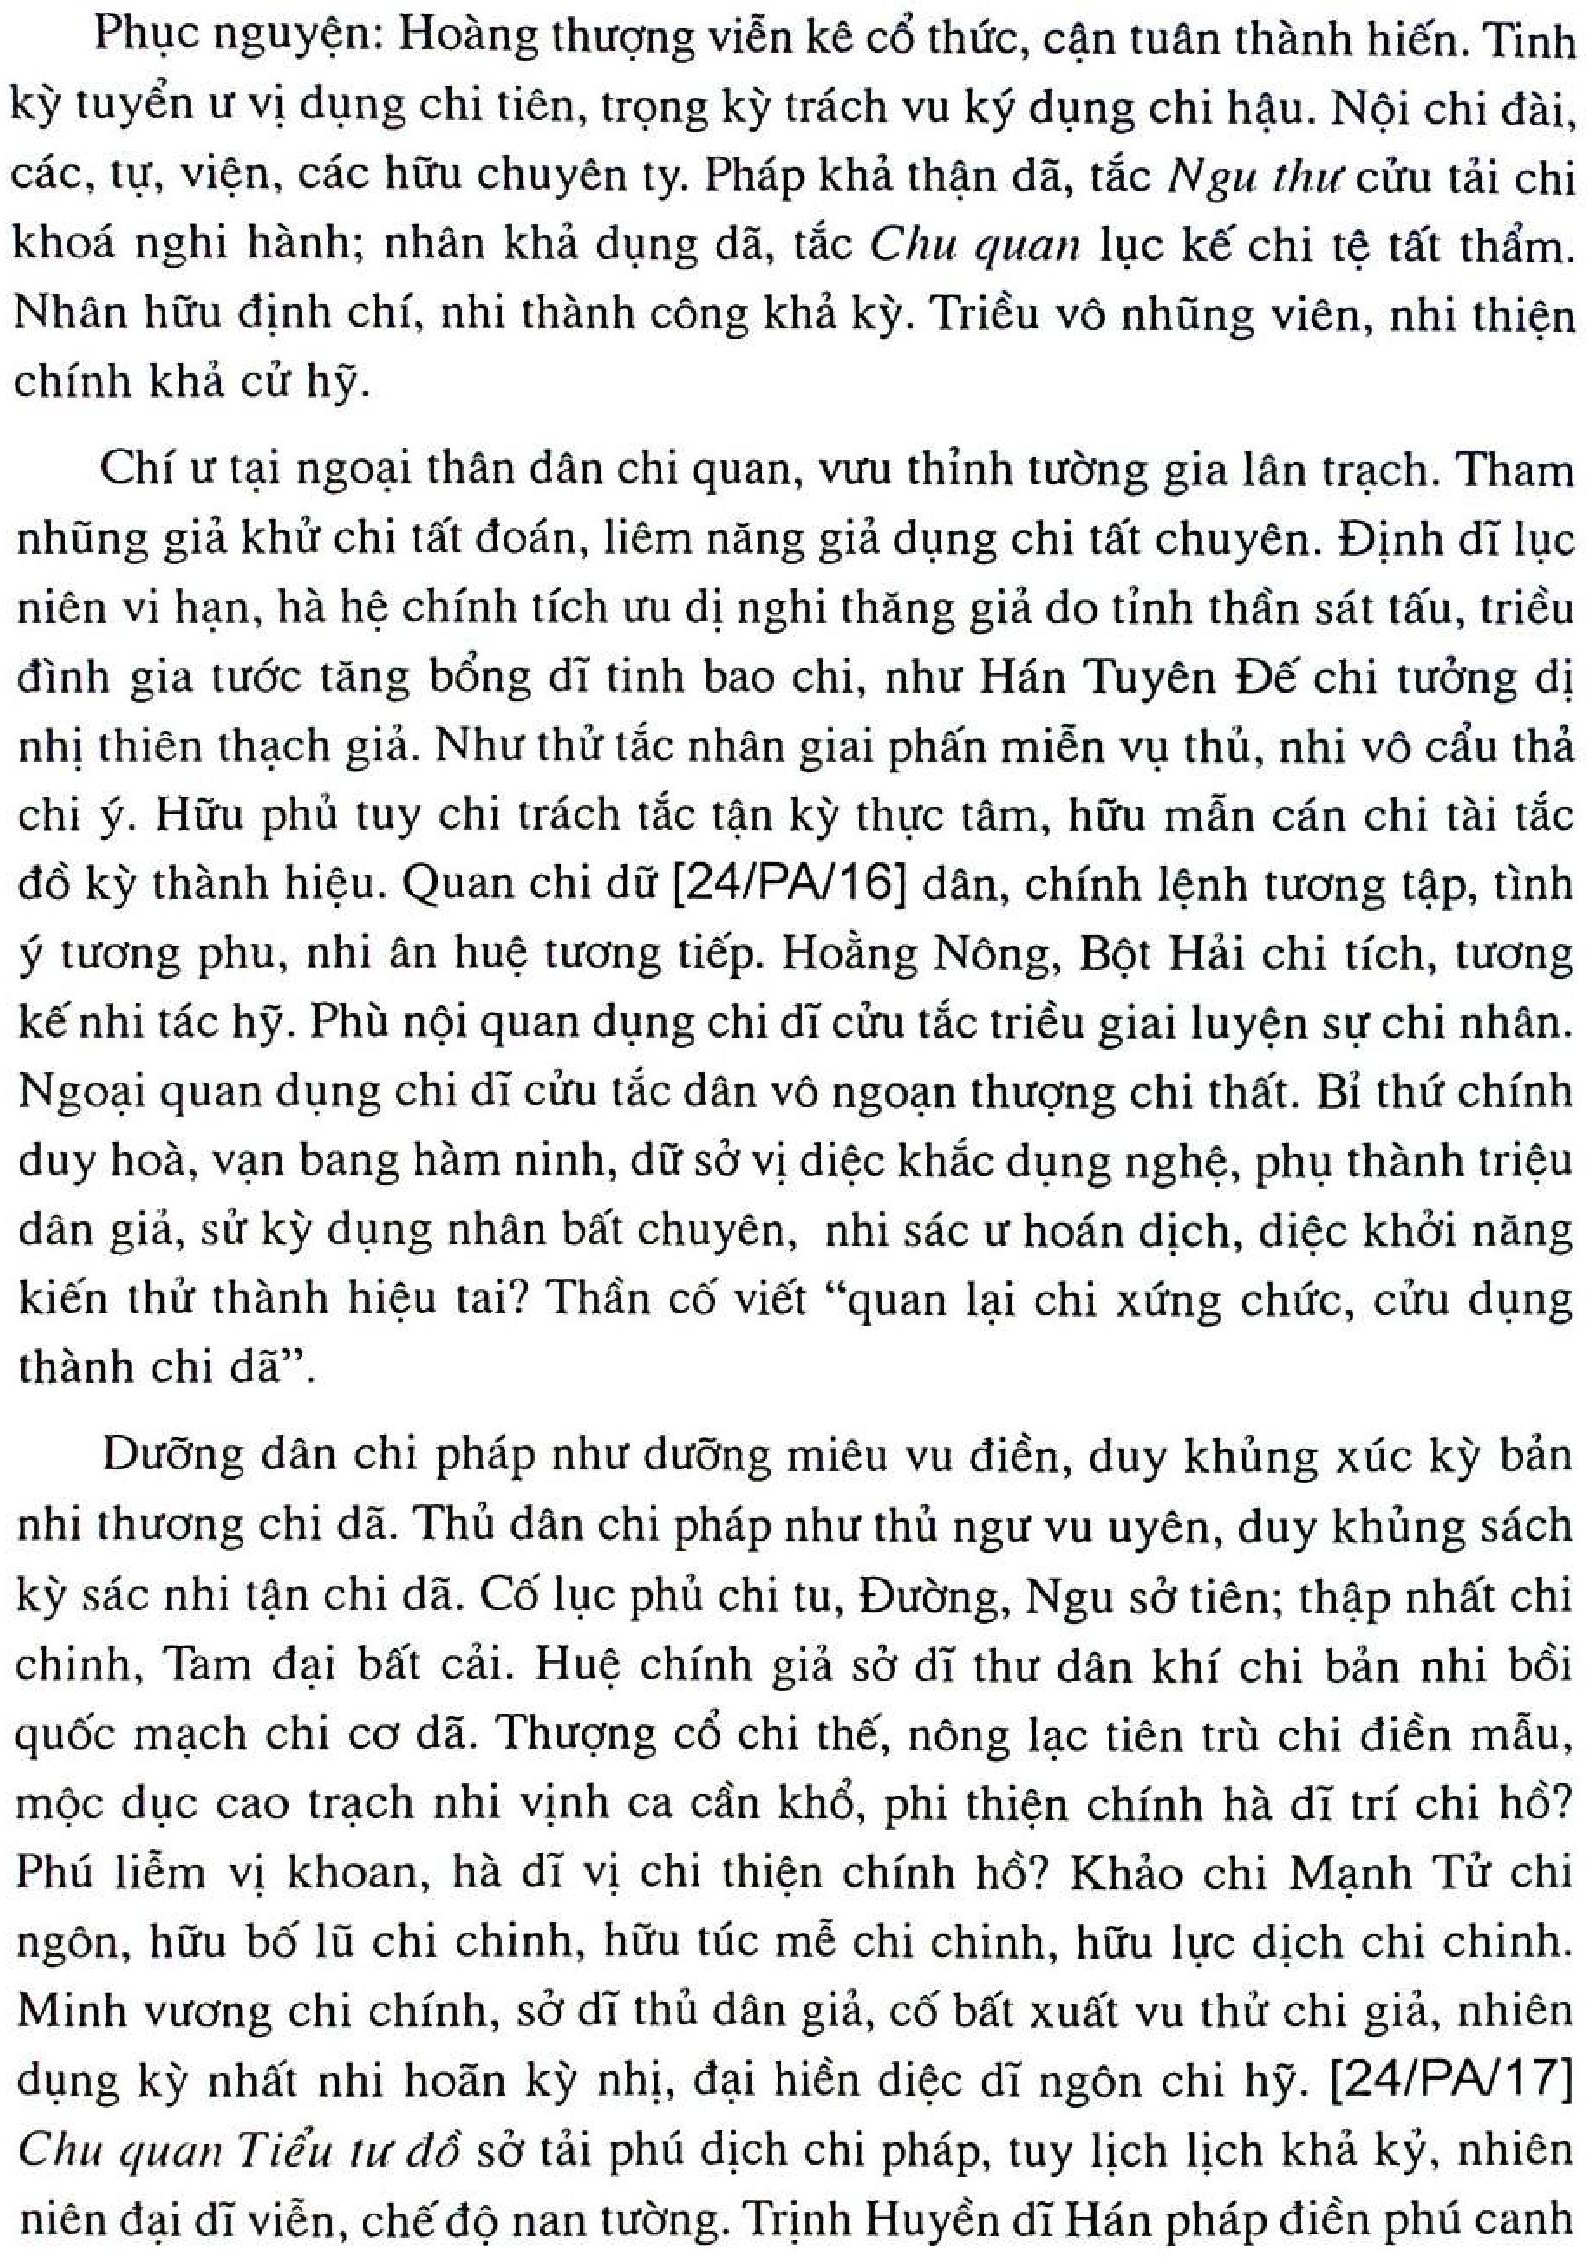 Phục nguyện: Hoàng thượng viễn kê cổ thức, cận tuân thành hiến. Tinh
kỳ tuyển ư vị dụng chi tiên, trọng kỳ trách vu ký dụng chi hậu. Nội chi đài,
các, tự, viện, các hữu chuyên ty. Pháp khả thận dã, tắc Ngu thư cửu tải chi
khoá nghi hành; nhân khả dụng dã, tắc Chu quan lục kế chi tệ tất thẩm.
Nhân hữu định chí, nhi thành công khả kỳ. Triều vô nhũng viên, nhi thiện
chính khả cử hỹ.
Chí ư tại ngoại thân dân chi quan, vưu thỉnh tường gia lân trạch. Tham
nhũng giả khử chi tất đoán, liêm năng giả dụng chi tất chuyên. Định dĩ lục
niên vi hạn, hà hệ chính tích ưu dị nghi thăng giả do tỉnh thần sát tấu, triều
đình gia tước tăng bổng dĩ tinh bao chi, như Hán Tuyên Đế chi tưởng dị
nhị thiên thạch giả. Như thử tắc nhân giai phấn miễn vụ thủ, nhi vô cẩu thả
chi ý. Hữu phủ tuy chi trách tắc tận kỳ thực tâm, hữu mẫn cán chi tài tắc
đồ kỳ thành hiệu. Quan chi dữ [24/PA/16] dân, chính lệnh tương tập, tình
ý tương phu, nhi ân huệ tương tiếp. Hoằng Nông, Bột Hải chi tích, tương
kế nhi tác hỹ. Phù nội quan dụng chi dĩ cửu tắc triều giai luyện sự chi nhân.
Ngoại quan dụng chi dĩ cửu tắc dân vô ngoạn thượng chi thất. Bỉ thứ chính
duy hoà, vạn bang hàm ninh, dữ sở vị diệc khắc dụng nghệ, phụ thành triệu
dân giả, sử kỳ dụng nhân bất chuyên, nhi sác ư hoán dịch, diệc khởi năng
kiến thử thành hiệu tai? Thần cố viết “quan lại chi xứng chức, cửu dụng
thành chi dã”.
Dưỡng dân chi pháp như dưỡng miêu vu điền, duy khủng xúc kỳ bản
nhi thương chi dã. Thủ dân chi pháp như thủ ngư vu uyên, duy khủng sách
kỳ sác nhi tận chi dã. Cố lục phủ chi tu, Đường, Ngu sở tiên; thập nhất chi
chinh, Tam đại bất cải. Huệ chính giả sở dĩ thư dân khí chi bản nhi bồi
quốc mạch chi cơ dã. Thượng cổ chi thế, nông lạc tiên trù chi điền mẫu,
mộc dục cao trạch nhi vịnh ca cần khổ, phi thiện chính hà dĩ trí chi hồ?
Phú liễm vị khoan, hà dĩ vị chi thiện chính hồ? Khảo chi Mạnh Tử chi
ngôn, hữu bố lũ chi chinh, hữu túc mễ chi chinh, hữu lực dịch chi chinh.
Minh vương chi chính, sở dĩ thủ dân giả, cố bất xuất vu thử chi giả, nhiên
dụng kỳ nhất nhi hoãn kỳ nhị, đại hiền diệc dĩ ngôn chi hỹ. [24/PA/17]
Chu quan Tiểu tư đồ sở tải phú dịch chi pháp, tuy lịch lịch khả kỷ, nhiên
niên đại dĩ viễn, chế độ nan tường. Trịnh Huyền dĩ Hán pháp điền phú canh